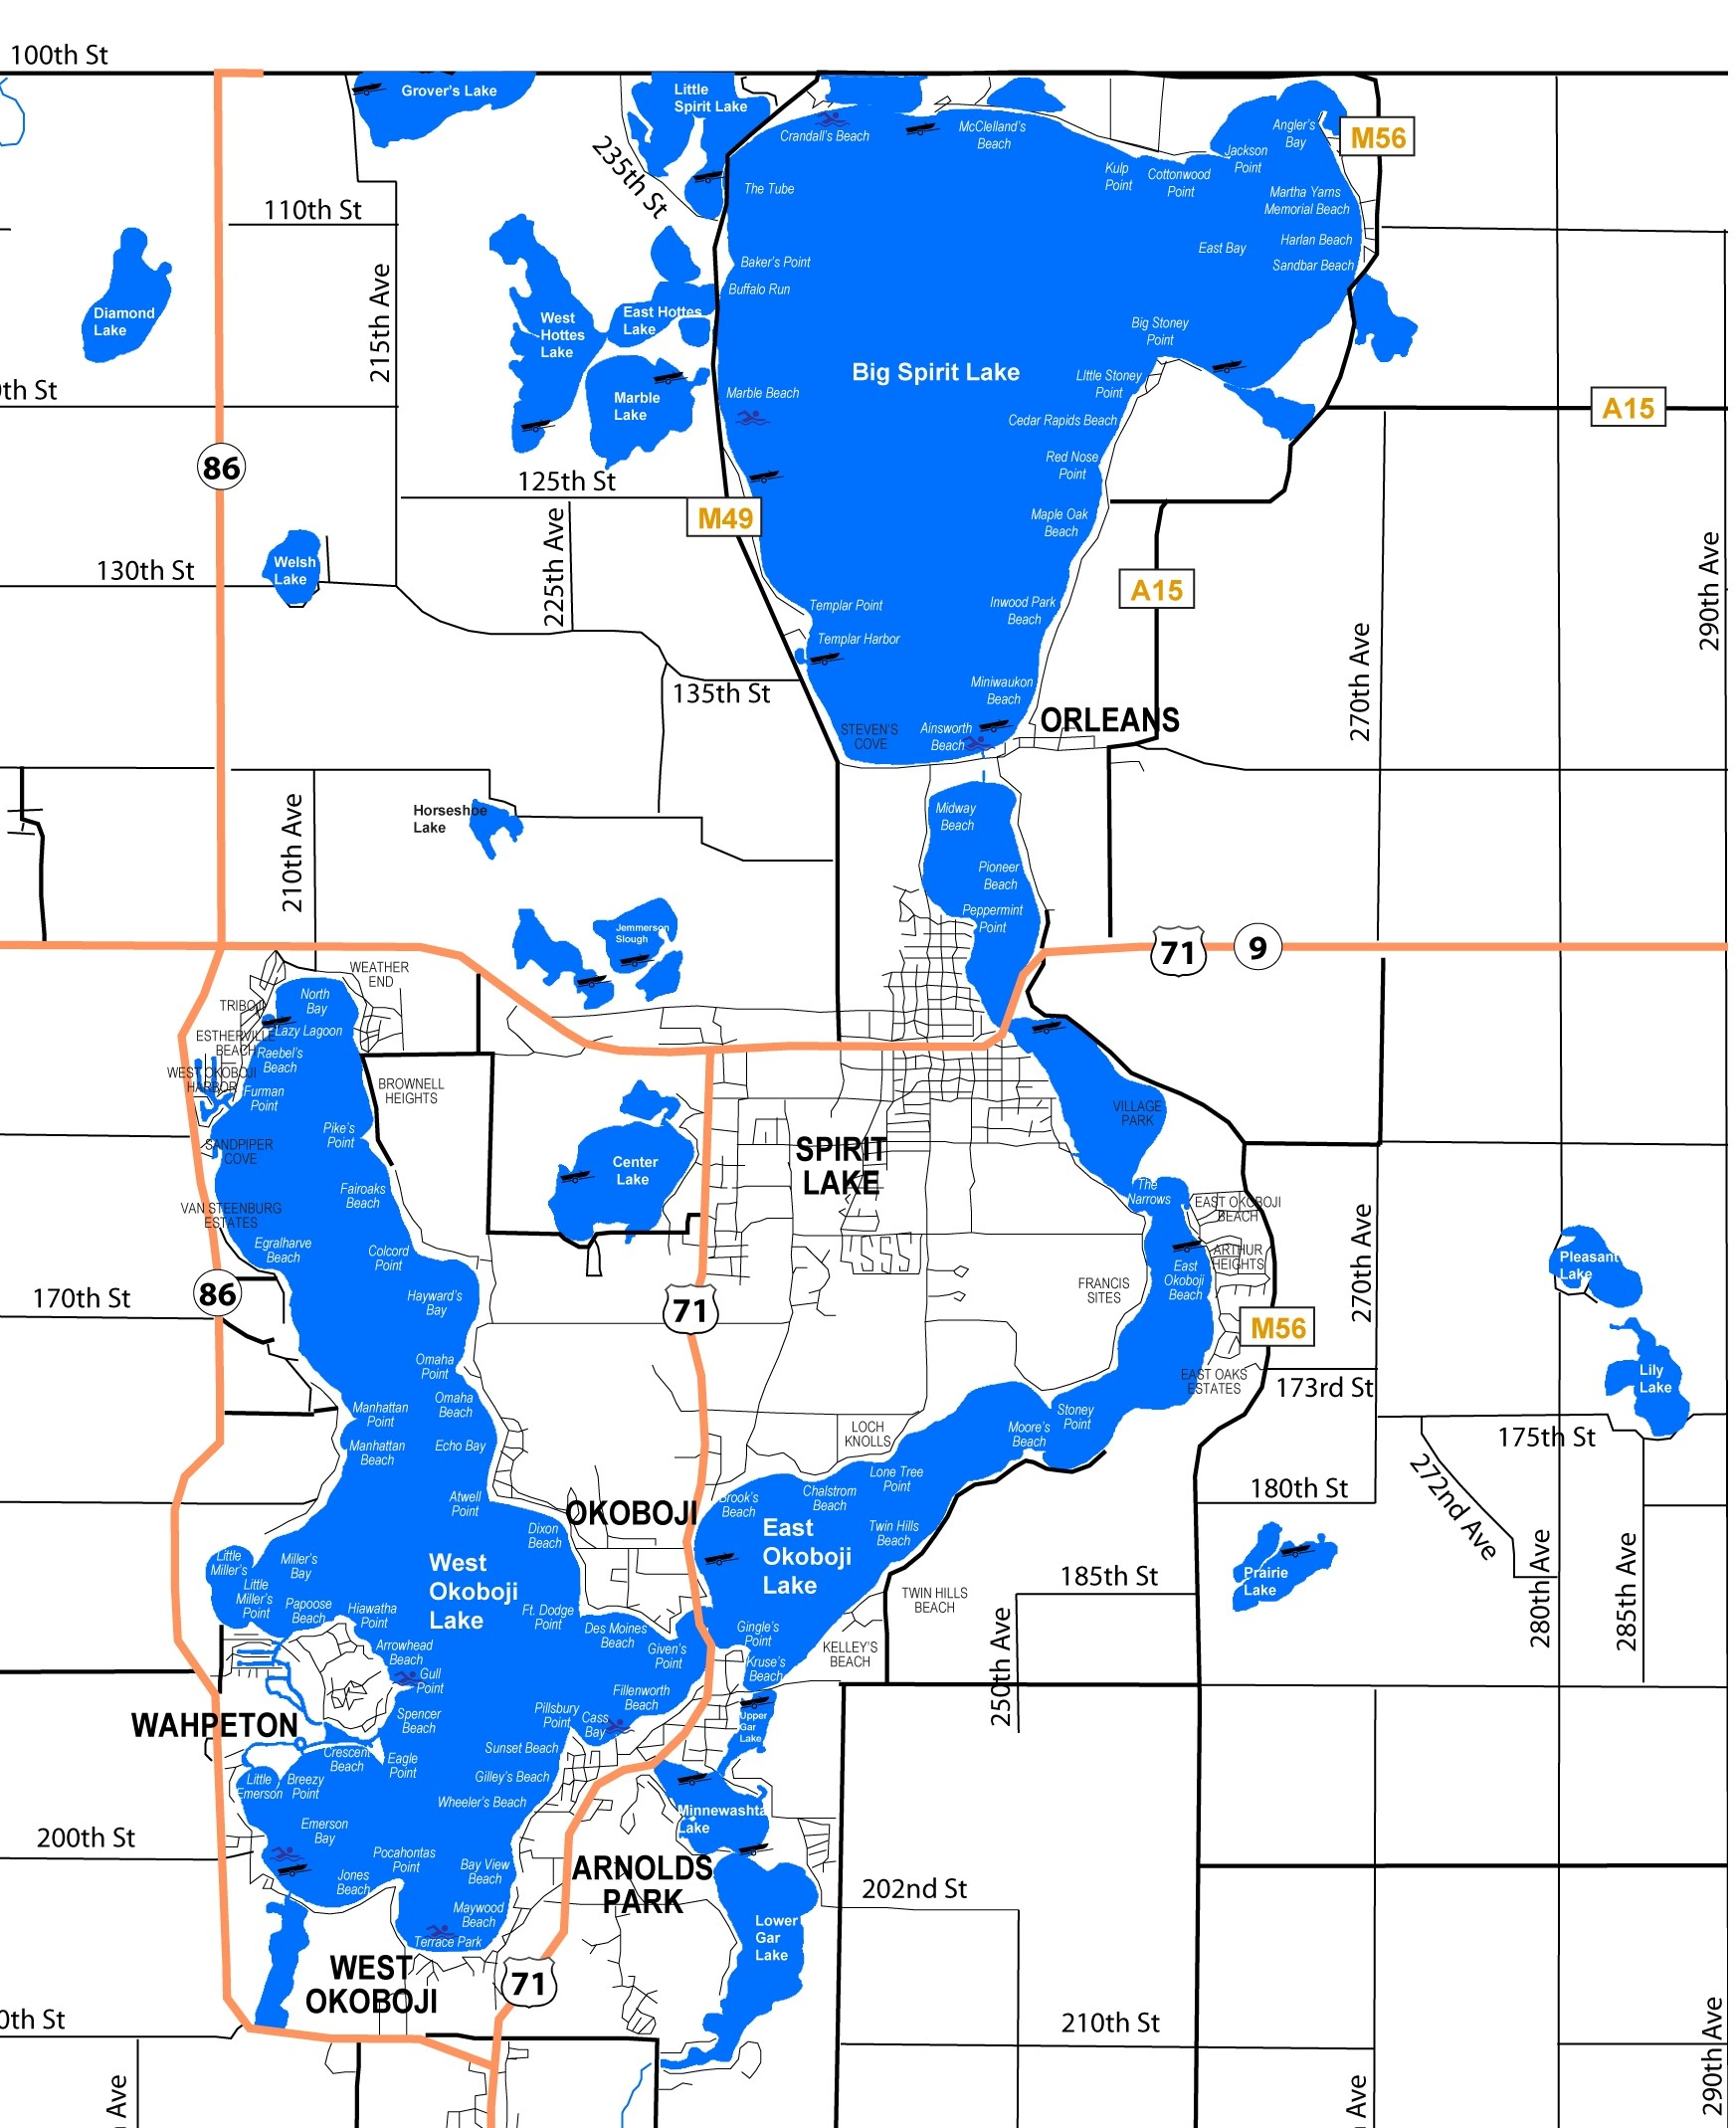 100th St
Grover's Lake
Little
Spirit Lake
Crandall's Beach
McClelland's
Beach
Angler's
Bay
M56
Jackson
Point
Kulp
Point
Cottonwood
Point
235th St
The Tube
Martha Yarns
Memorial Beach
110th St
Harlan Beach
East Bay
Sandbar Beach
Baker's Point
Buffalo Run
215th Ave
Diamond
Lake
West
Hottes
Lake
East Hottes
Lake
Big Stoney
Point
Big Spirit Lake
LIttle Stoney
Point
th St
Marble
Lake
Marble Beach
A15
Cedar Rapids Beach
86
Red Nose
Point
125th St
M49
Maple Oak
Beach
225th Ave
290th Ave
Welsh
Lake
130th St
A15
Templar Point
Inwood Park
Beach
Templar Harbor
270th Ave
135th St
Miniwaukon
Beach
ORLEANS
STEVEN'S
COVE
Ainsworth
Beach
Horseshoe
Lake
Midway
Beach
210th Ave
Pioneer
Beach
Peppermint
Point
Jemmerson
Slough
71
9
WEATHER
END
North
Bay
TRIBOJI
Lazy Lagoon
ESTHERVILLE
BEACH
Raebel's
Beach
WEST OKOBOJI
HARBOR
Furman
Point
BROWNELL
HEIGHTS
VILLAGE
PARK
Pike's
Point
SANDPIPER
COVE
SPIRIT
LAKE
Center
Lake
Fairoaks
Beach
The
Narrows
EAST OKOBOJI
BEACH
VAN STEENBURG
ESTATES
Egralharve
Beach
Colcord
Point
ARTHUR
HEIGHTS
Pleasant
Lake
East
Okoboji
Beach
FRANCIS
SITES
270th Ave
86
170th St
Hayward's
Bay
71
M56
Omaha
Point
EAST OAKS
ESTATES
173rd St
Lily
Lake
Omaha
Beach
Manhattan
Point
Stoney
Point
Moore's
Beach
LOCH
KNOLLS
175th St
Manhattan
Beach
Echo Bay
Lone Tree
Point
272nd Ave
180th St
Atwell
Point
Brook's
Beach
Chalstrom
Beach
OKOBOJI
Dixon
Beach
East
Okoboji
Lake
Twin Hills
Beach
Little
Miller's
Miller's
Bay
West
Okoboji
Lake
185th St
Prairie
Lake
280th Ave
285th Ave
Little
Miller's
Point
Papoose
Beach
Hiawatha
Point
Ft. Dodge
Point
TWIN HILLS
BEACH
Des Moines
Beach
Gingle's
Point
Arrowhead
Beach
Given's
Point
KELLEY'S
BEACH
250th Ave
Kruse's
Beach
Gull
Point
Fillenworth
Beach
WAHPETON
Spencer
Beach
Pillsbury
Point
Cass
Bay
Upper
Gar
Lake
Crescent
Beach
Eagle
Point
Sunset Beach
Little
Emerson
Breezy
Point
Gilley's Beach
Wheeler's Beach
Minnewashta
Lake
200th St
Emerson
Bay
Pocahontas
Point
Jones
Beach
Bay View
Beach
ARNOLDS
PARK
202nd St
Maywood
Beach
Terrace Park
Lower
Gar
Lake
WEST
OKOBOJI
71
0th St
210th St
290th Ave
Ave
Ave